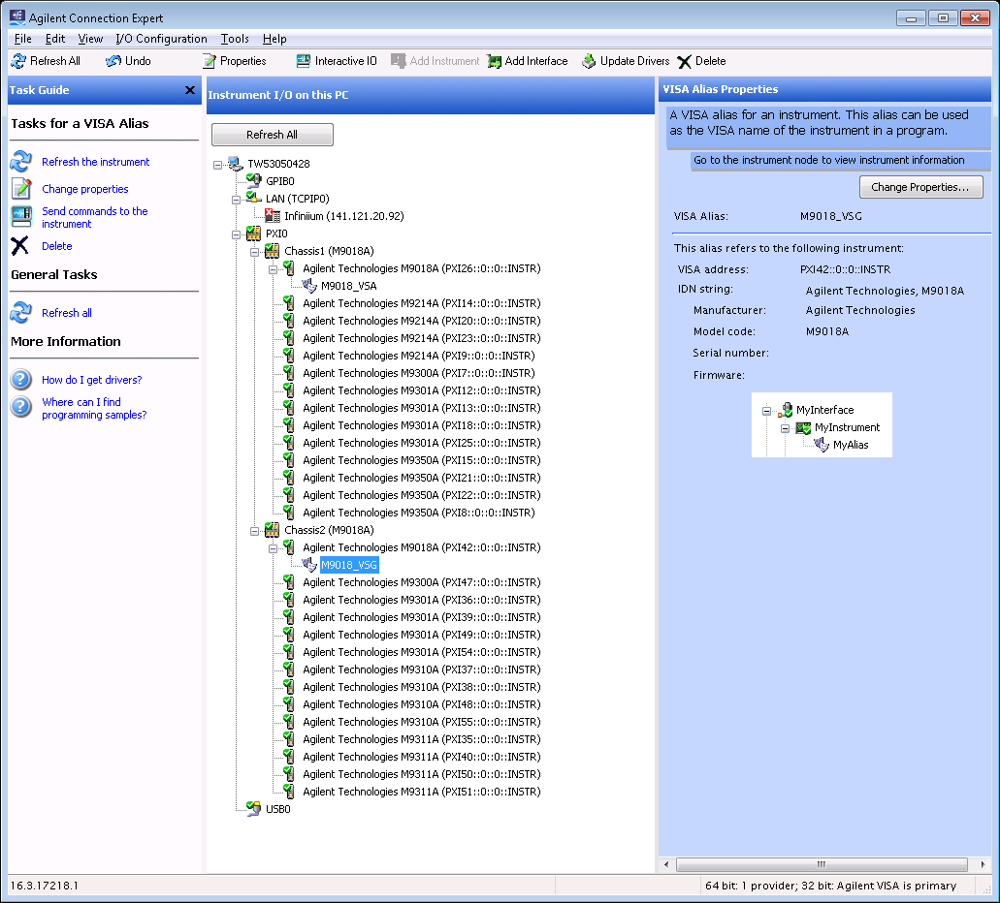 Agilent Connection Expert
File Edit View I/O Configuration Tools Help
Refresh All Undo Properties Interactive IO Add Instrument Add Interface Update Drivers Delete
Task Guide
Tasks for a VISA Alias
Refresh the instrument
Change properties
Send commands to the
instrument
Delete
General Tasks
Refresh all
More Information
How do I get drivers?
Where can I find
programming samples?
Instrument I/O on this PC
Refresh All
TW53050428
GPIB0
LAN (TCPIP0)
Infiniium (141.121.20.92)
PXI0
Chassis1 (M9018A)
Agilent Technologies M9018A (PXI26::0::0::INSTR)
M9018_VSA
Agilent Technologies M9214A (PXI14::0::0::INSTR)
Agilent Technologies M9214A (PXI20::0::0::INSTR)
Agilent Technologies M9214A (PXI23::0::0::INSTR)
Agilent Technologies M9214A (PXI9::0::0::INSTR)
Agilent Technologies M9300A (PXI7::0::0::INSTR)
Agilent Technologies M9301A (PXI12::0::0::INSTR)
Agilent Technologies M9301A (PXI13::0::0::INSTR)
Agilent Technologies M9301A (PXI18::0::0::INSTR)
Agilent Technologies M9301A (PXI25::0::0::INSTR)
Agilent Technologies M9350A (PXI15::0::0::INSTR)
Agilent Technologies M9350A (PXI21::0::0::INSTR)
Agilent Technologies M9350A (PXI22::0::0::INSTR)
Agilent Technologies M9350A (PXI8::0::0::INSTR)
Chassis2 (M9018A)
Agilent Technologies M9018A (PXI42::0::0::INSTR)
M9018_VSG
Agilent Technologies M9300A (PXI47::0::0::INSTR)
Agilent Technologies M9301A (PXI36::0::0::INSTR)
Agilent Technologies M9301A (PXI39::0::0::INSTR)
Agilent Technologies M9301A (PXI49::0::0::INSTR)
Agilent Technologies M9301A (PXI54::0::0::INSTR)
Agilent Technologies M9310A (PXI37::0::0::INSTR)
Agilent Technologies M9310A (PXI38::0::0::INSTR)
Agilent Technologies M9310A (PXI48::0::0::INSTR)
Agilent Technologies M9310A (PXI55::0::0::INSTR)
Agilent Technologies M9311A (PXI35::0::0::INSTR)
Agilent Technologies M9311A (PXI40::0::0::INSTR)
Agilent Technologies M9311A (PXI50::0::0::INSTR)
Agilent Technologies M9311A (PXI51::0::0::INSTR)
USB0
VISA Alias Properties
A VISA alias for an instrument. This alias can be used
as the VISA name of the instrument in a program.
Go to the instrument node to view instrument information
Change Properties...
VISA Alias: M9018_VSG
This alias refers to the following instrument:
VISA address: PXI42::0::0::INSTR
IDN string: Agilent Technologies, M9018A
Manufacturer: Agilent Technologies
Model code: M9018A
Serial number:
Firmware:
MyInterface
MyInstrument
MyAlias
16.3.17218.1
64 bit: 1 provider; 32 bit: Agilent VISA is primary